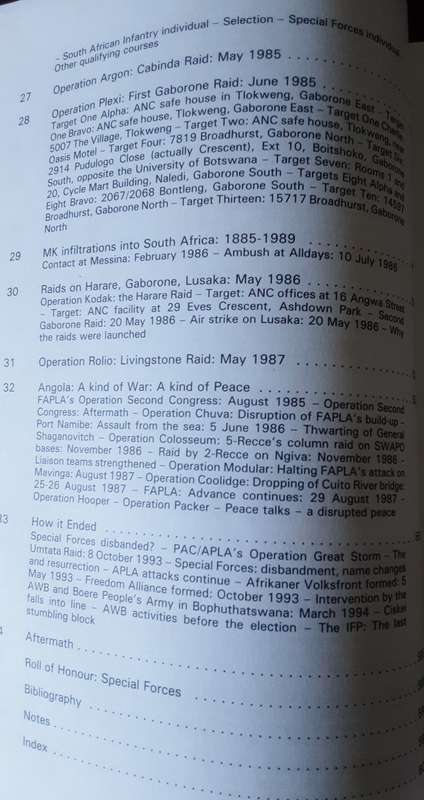 – South African Infantry individual – Selection – Special Forces individual
Other qualifying courses
27 Operation Argon: Cabinda Raid: May 1985
28 Operation Plexi: First Gaborone Raid: June 1985
Target One Alpha: ANC safe house in Tlokweng, Gaborone East – Target
One Bravo: ANC safe house, Tlokweng, Gaborone East – Target One Charlie
5007 The Village, Tlokweng – Target Two: ANC safe house, Tlokweng, near
Oasis Motel – Target Four: 7819 Broadhurst, Gaborone North – Target Six
2914 Pudulogo Close (actually Crescent), Ext 10, Boitshoko, Gaborone
South, opposite the University of Botswana – Target Seven: Rooms 1 and
20, Cycle Mart Building, Naledi, Gaborone South – Targets Eight Alpha and
Eight Bravo: 2067/2068 Bontleng, Gaborone South – Target Ten: 14597
Broadhurst, Gaborone North – Target Thirteen: 15717 Broadhurst, Gaborone
North
29 MK infiltrations into South Africa: 1885-1989
Contact at Messina: February 1986 – Ambush at Alldays: 10 July 1986
30 Raids on Harare, Gaborone, Lusaka: May 1986
Operation Kodak: the Harare Raid – Target: ANC offices at 16 Angwa Street
– Target: ANC facility at 29 Eves Crescent, Ashdown Park – Second
Gaborone Raid: 20 May 1986 – Air strike on Lusaka: 20 May 1986 – Why
the raids were launched
31 Operation Rolio: Livingstone Raid: May 1987
32 Angola: A kind of War: A kind of Peace
FAPLA's Operation Second Congress: August 1985 – Operation Second
Congress: Aftermath – Operation Chuva: Disruption of FAPLA's build-up –
Port Namibe: Assault from the sea: 5 June 1986 – Thwarting of General
Shaganovitch – Operation Colosseum: 5-Recce's column raid on SWAPO
bases: November 1986 – Raid by 2-Recce on Ngiva: November 1986 –
Liaison teams strengthened – Operation Modular: Halting FAPLA's attack on
Mavinga: August 1987 – Operation Coolidge: Dropping of Cuito River bridge:
25-26 August 1987 – FAPLA: Advance continues: 29 August 1987 -
Operation Hooper – Operation Packer – Peace talks – a disrupted peace
33 How it Ended
Special Forces disbanded? – PAC/APLA's Operation Great Storm – The
Umtata Raid: 8 October 1993 – Special Forces: disbandment, name changes
and resurrection – APLA attacks continue – Afrikaner Volksfront formed: 5
May 1993 – Freedom Alliance formed: October 1993 – Intervention by the
AWB and Boere People's Army in Bophuthatswana: March 1994 – Ciskei
falls into line – AWB activities before the election – The IFP: The last
stumbling block
4 Aftermath
Roll of Honour: Special Forces
Bibliography
Notes
Index